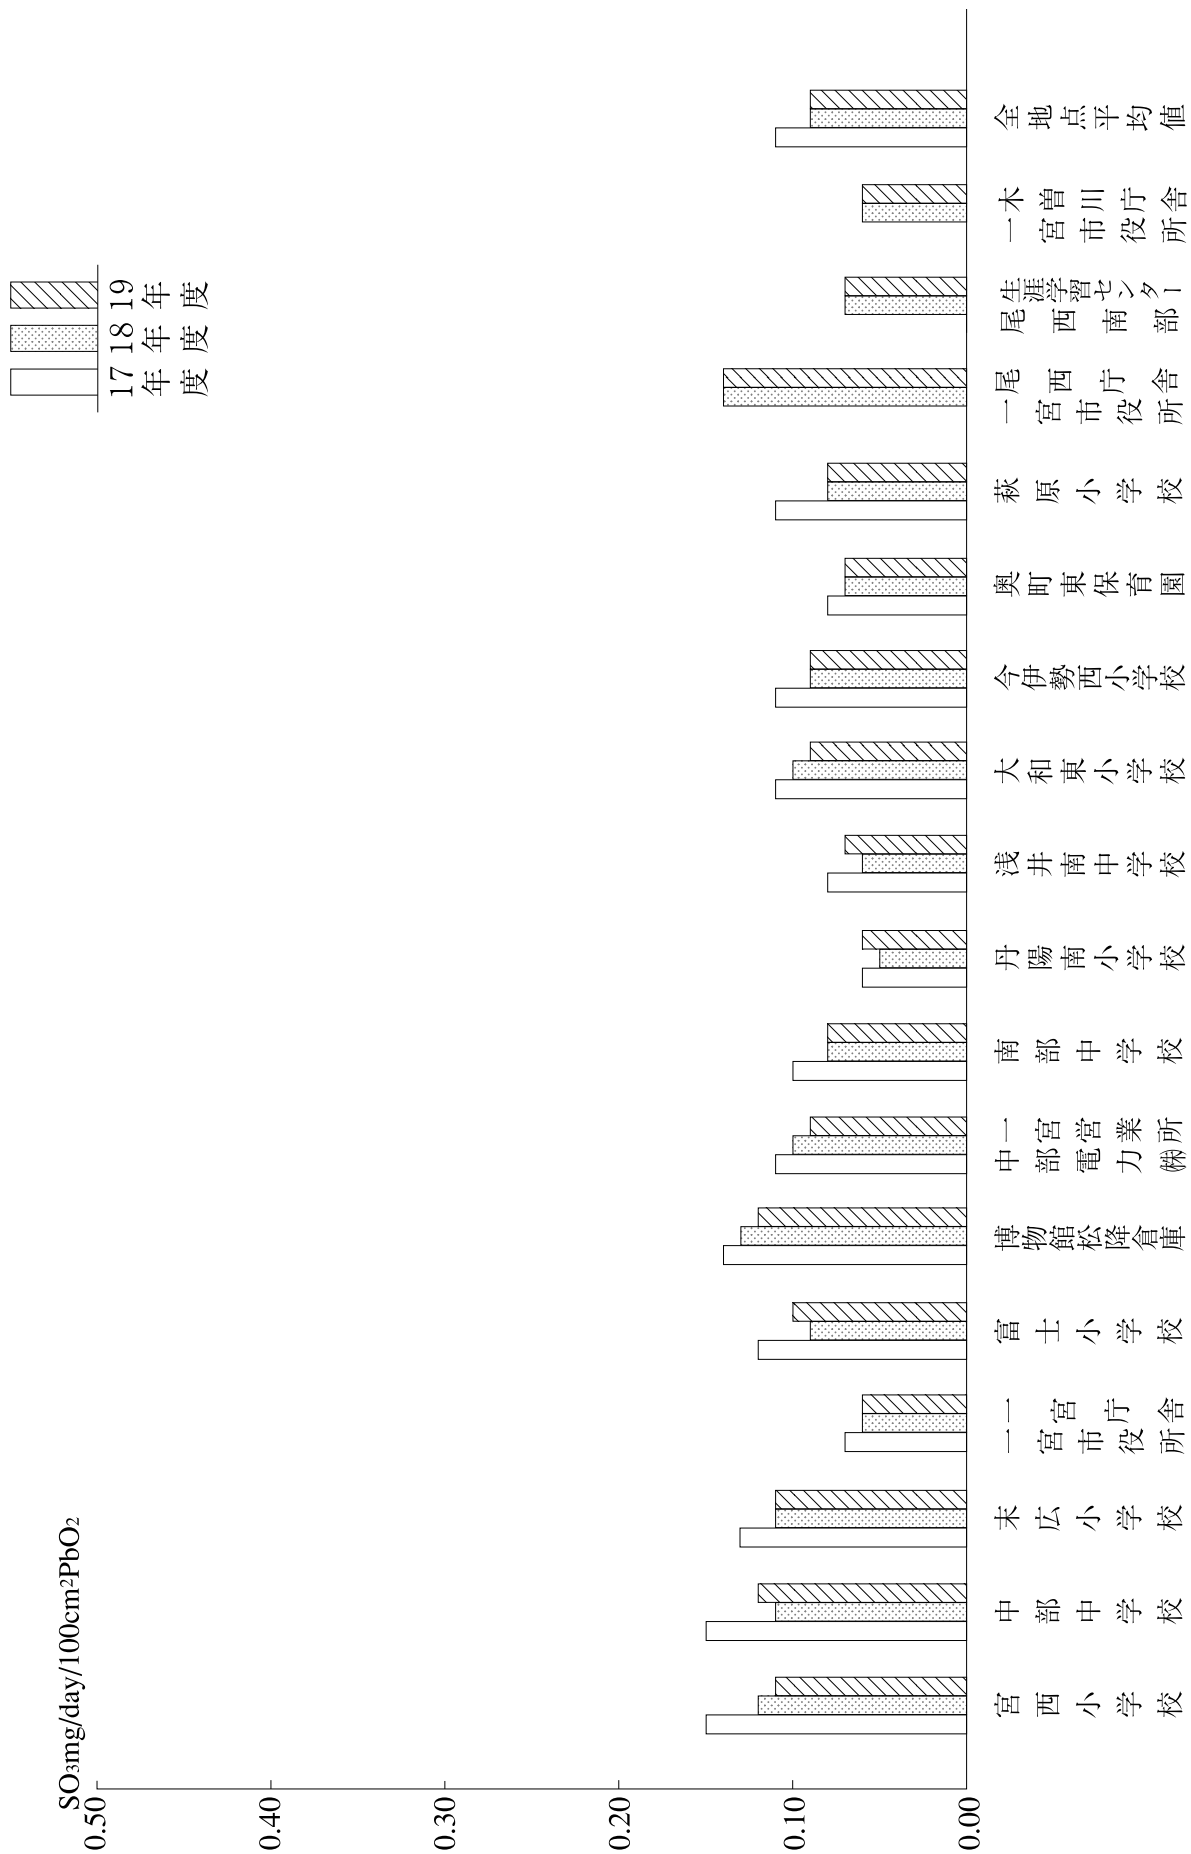 SO3mg/day/100cm2PbO2
0.50
0.40
0.30
0.20
0.10
0.00
17年度
18年度
19年度
宮西小学校
中部中学校
末広小学校
一宮市役所
一宮庁舎
富士小学校
博物館松降倉庫
中部電力㈱
一宮営業所
南部中学校
丹陽南小学校
浅井南中学校
大和東小学校
今伊勢西小学校
奥町東保育園
萩原小学校
一宮市役所
尾西庁舎
尾西南部
生涯学習センター
一宮市役所
木曽川庁舎
全地点平均値